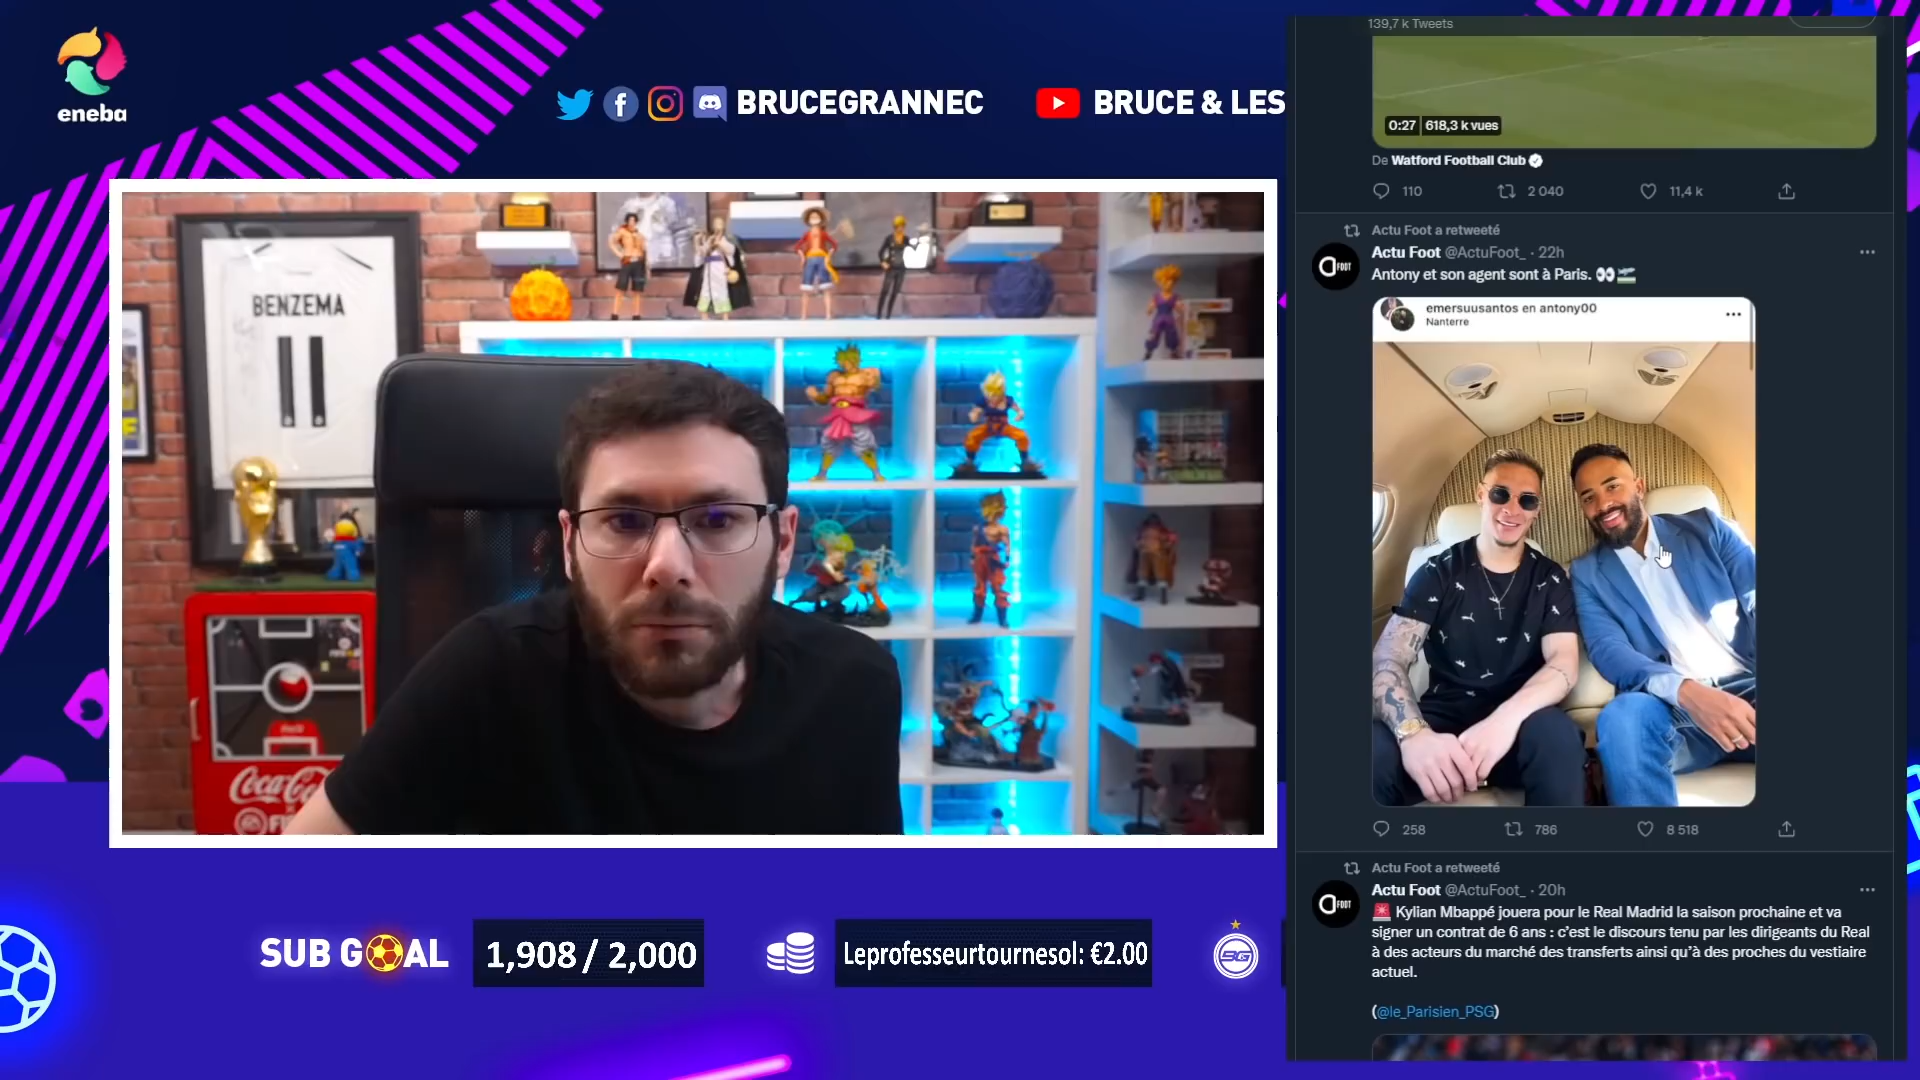 eneba
BRUCEGRANNEC
BRUCE & LES
BENZEMA
11
Coca-Co
SUB GOAL
1,908 / 2,000
Leprofesseurtournesol: €2.00
139,7 k Tweets
0:27 618,3 k vues
De Watford Football Club
110 2 040 11,4 k
Actu Foot a retweeté
FOOT
Actu Foot @ActuFoot_ · 22h
Antony et son agent sont à Paris. 👀🛫
emersuusantos en antony00
Nanterre
258 786 8 518
Actu Foot a retweeté
FOOT
Actu Foot @ActuFoot_ · 20h
🚨 Kylian Mbappé jouera pour le Real Madrid la saison prochaine et va
signer un contrat de 6 ans : c'est le discours tenu par les dirigeants du Real
à des acteurs du marché des transferts ainsi qu'à des proches du vestiaire
actuel.
(@le_Parisien_PSG)